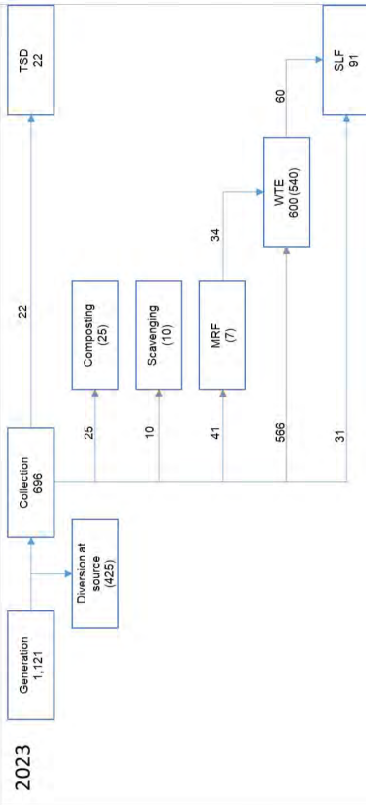 2023
Generation
1,121
Diversion at
source
(425)
Collection
696
22
TSD
22
25
Composting
(25)
10
Scavenging
(10)
41
MRF
(7)
34
566
WTE
600 (540)
60
31
SLF
91